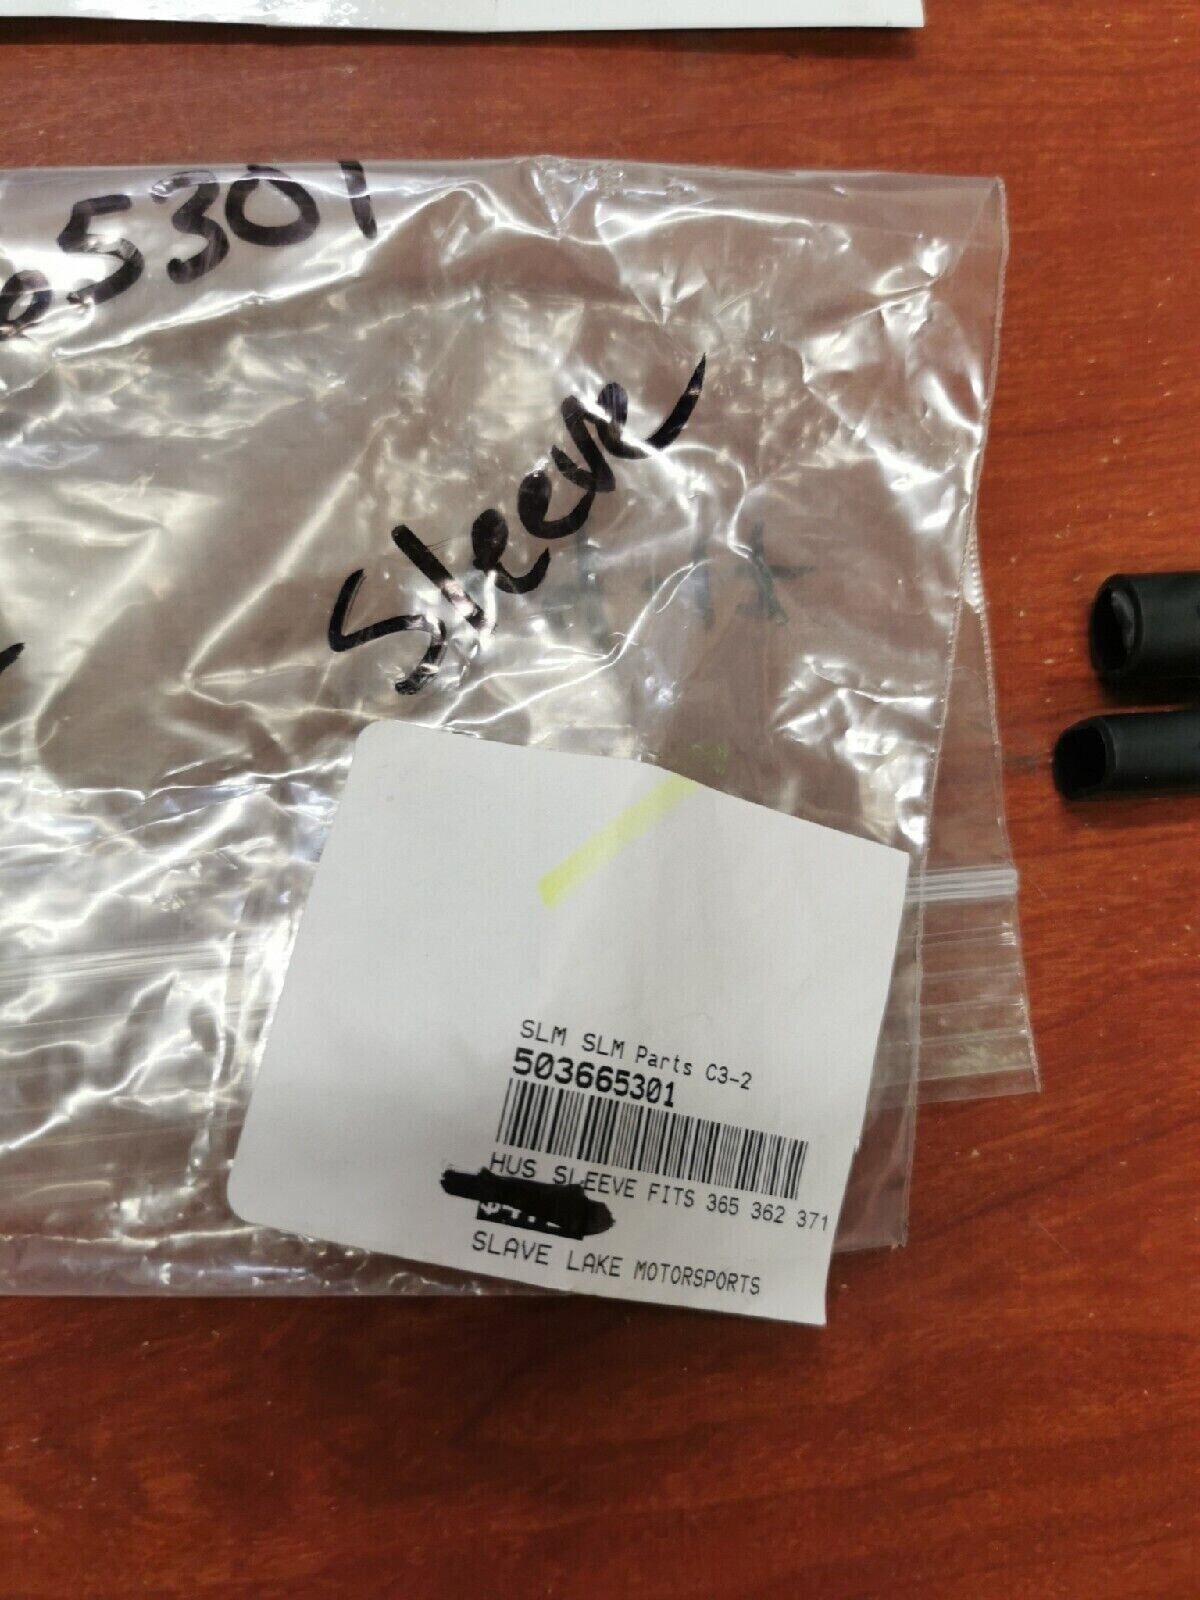 65301
Sleeve
SLM SLM Parts C3-2
503665301
HUS SLEEVE FITS 365 362 371
SLAVE LAKE MOTORSPORTS